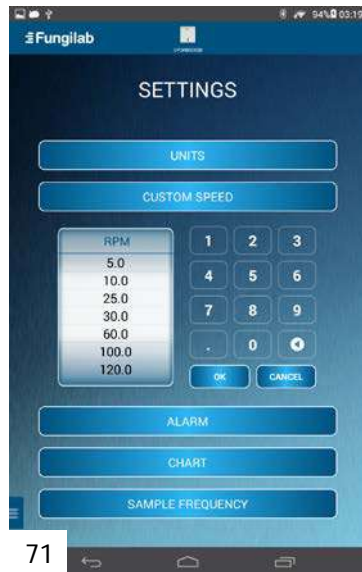 94% 03:19
Fungilab
SETTINGS
UNITS
CUSTOM SPEED
RPM
5.0
10.0
25.0
30.0
60.0
100.0
120.0
1 2 3
4 5 6
7 8 9
. 0
OK CANCEL
ALARM
CHART
SAMPLE FREQUENCY
71